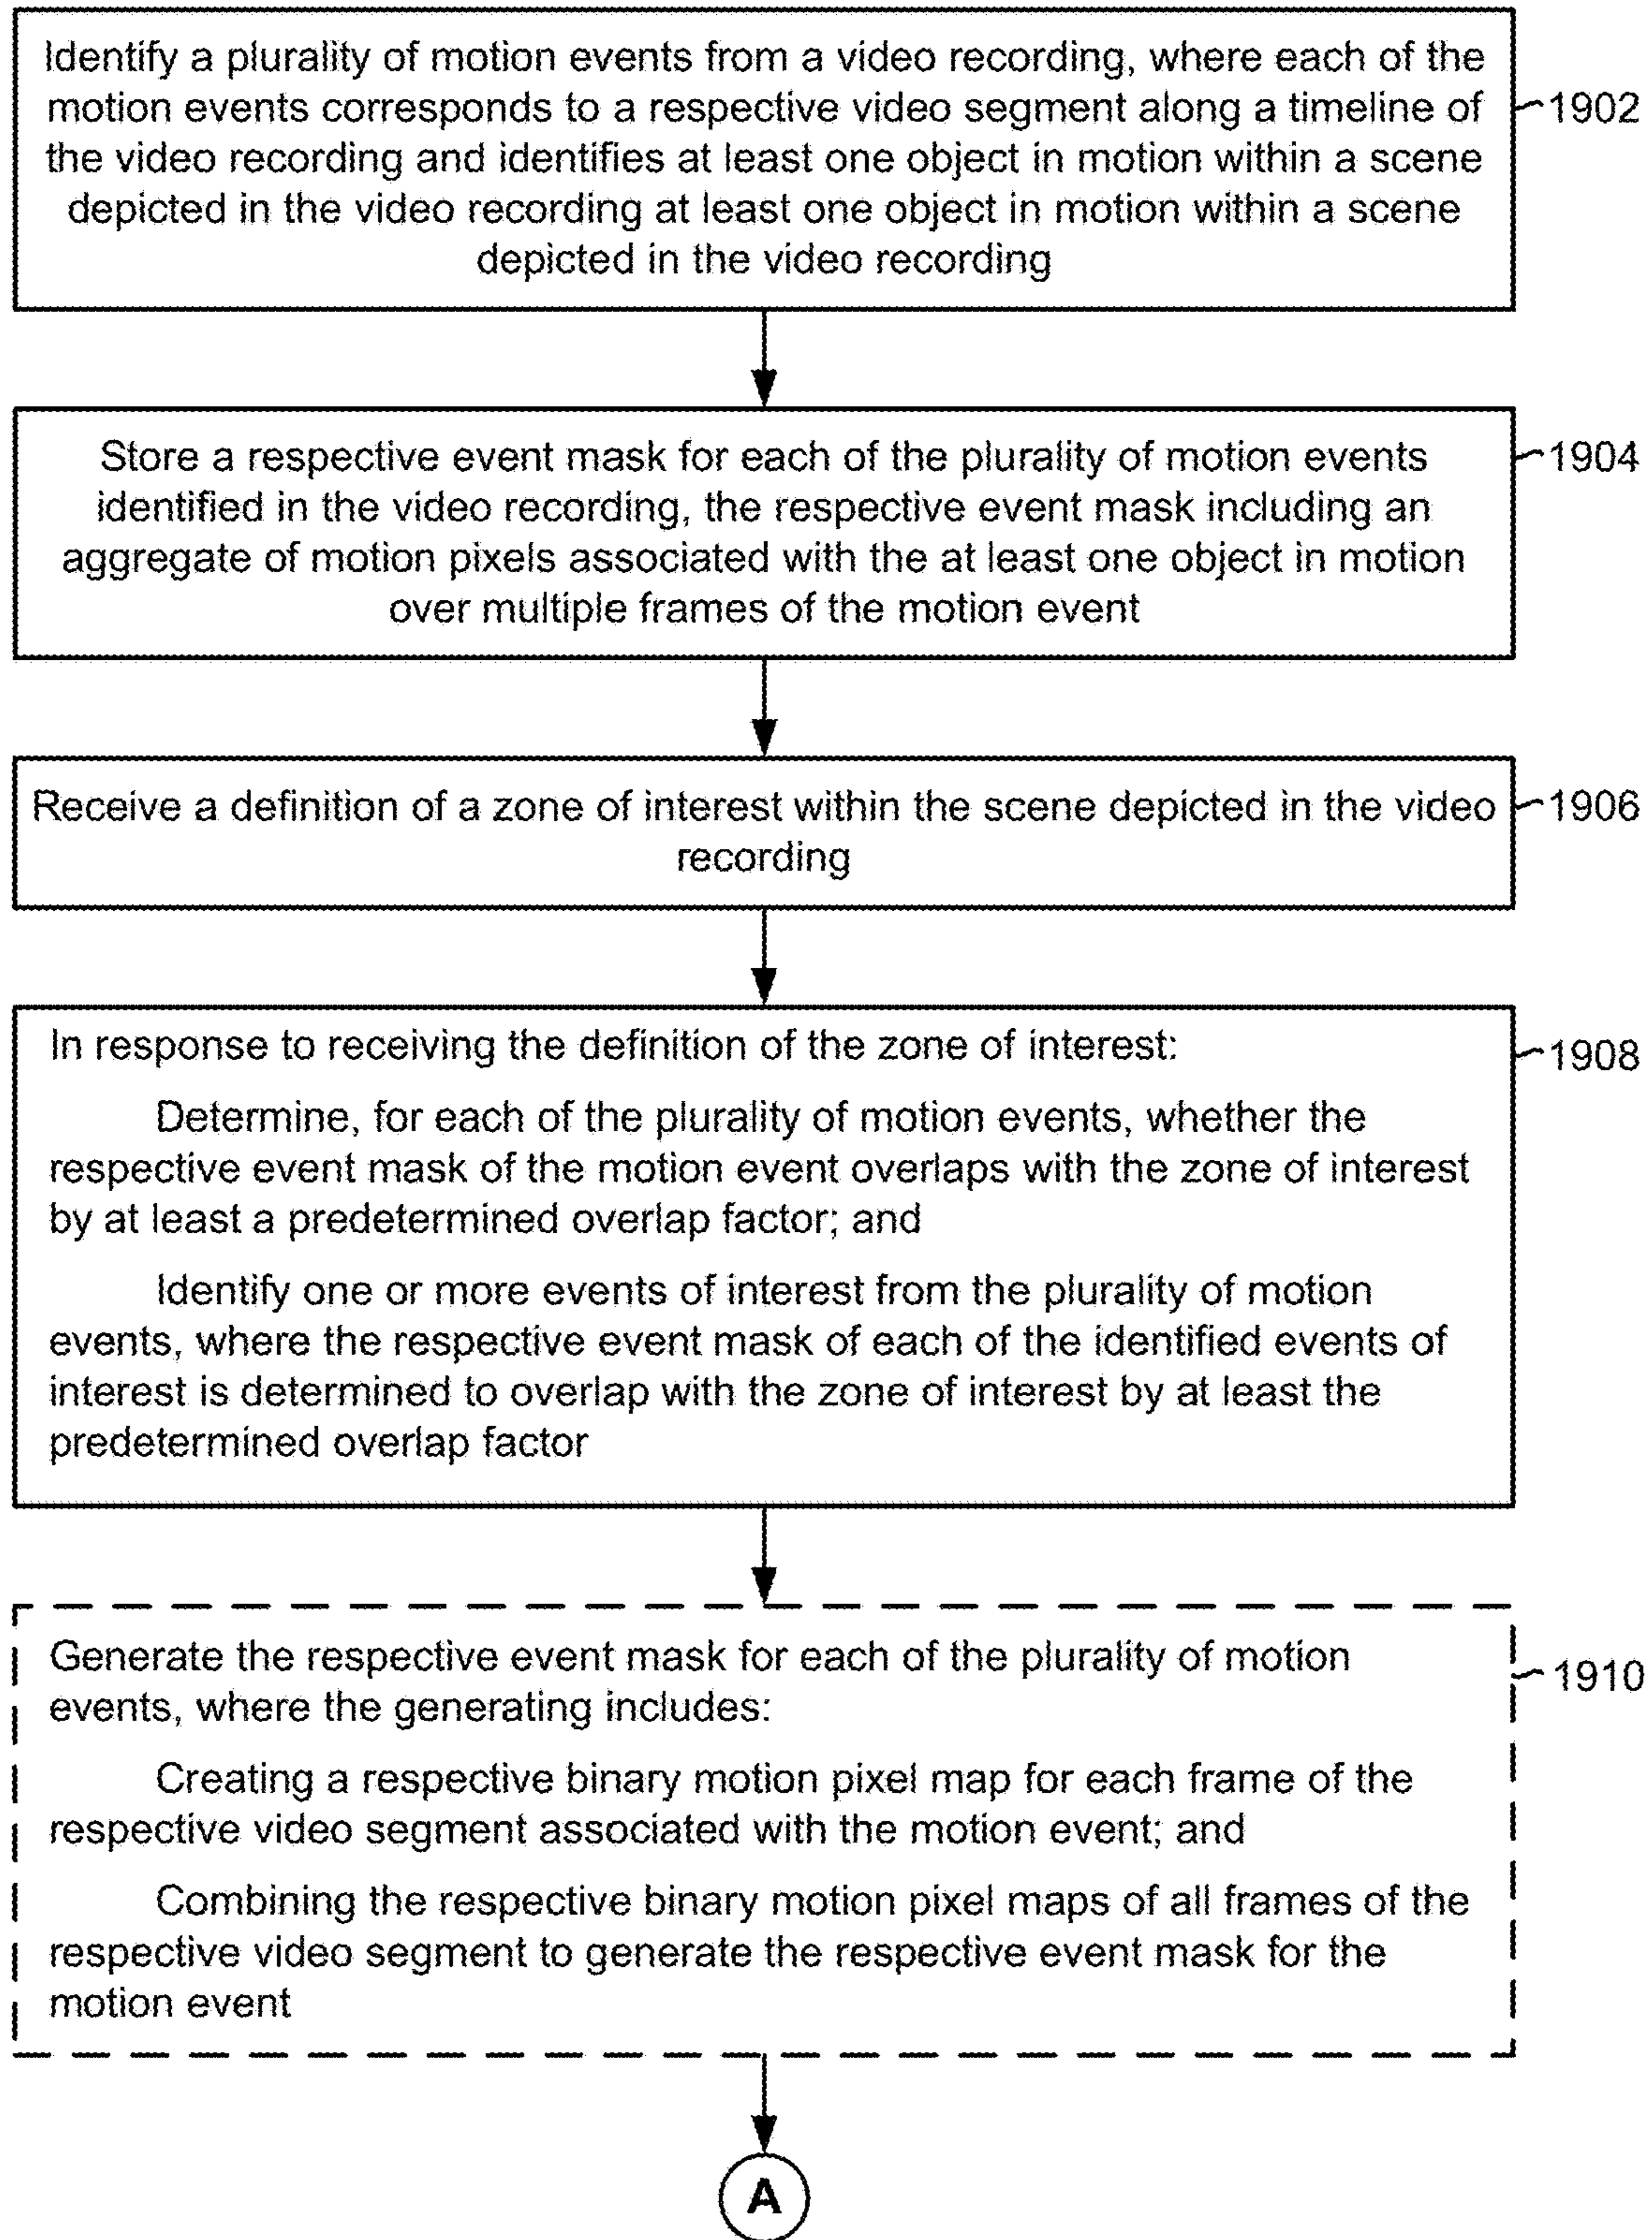 Identify a plurality of motion events from a video recording, where each of the
motion events corresponds to a respective video segment along a timeline of
the video recording and identifies at least one object in motion within a scene
depicted in the video recording at least one object in motion within a scene
depicted in the video recording
1902
Store a respective event mask for each of the plurality of motion events
identified in the video recording, the respective event mask including an
aggregate of motion pixels associated with the at least one object in motion
over multiple frames of the motion event
1904
Receive a definition of a zone of interest within the scene depicted in the video
recording
1906
In response to receiving the definition of the zone of interest:
Determine, for each of the plurality of motion events, whether the
respective event mask of the motion event overlaps with the zone of interest
by at least a predetermined overlap factor; and
Identify one or more events of interest from the plurality of motion
events, where the respective event mask of each of the identified events of
interest is determined to overlap with the zone of interest by at least the
predetermined overlap factor
1908
Generate the respective event mask for each of the plurality of motion
events, where the generating includes:
Creating a respective binary motion pixel map for each frame of the
respective video segment associated with the motion event; and
Combining the respective binary motion pixel maps of all frames of the
respective video segment to generate the respective event mask for the
motion event
1910
A